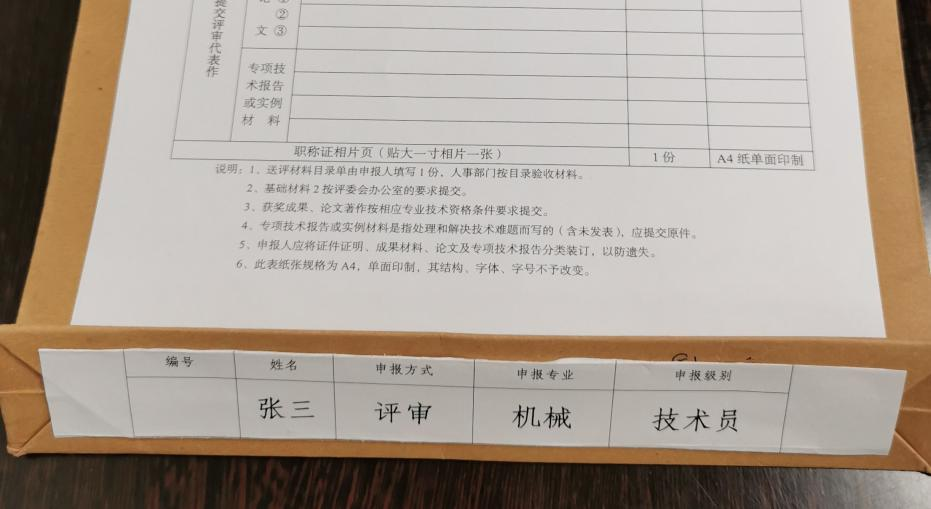 提交评审代表作
①
②
文 ③
专项技
术报告
或实例
材 料
职称证相片页（贴大一寸相片一张） 1 份 A4 纸单面印制
说明：1、送评材料目录单由申报人填写 1 份，人事部门按目录验收材料。
2、基础材料 2 按评委会办公室的要求提交。
3、获奖成果、论文著作按相应专业技术资格条件要求提交。
4、专项技术报告或实例材料是指处理和解决技术难题而写的（含未发表），应提交原件。
5、申报人应将证件证明、成果材料、论文及专项技术报告分类装订，以防遗失。
6、此表纸张规格为 A4，单面印制，其结构、字体、字号不予改变。
编号 姓名 申报方式 申报专业 申报级别
张三 评审 机械 技术员